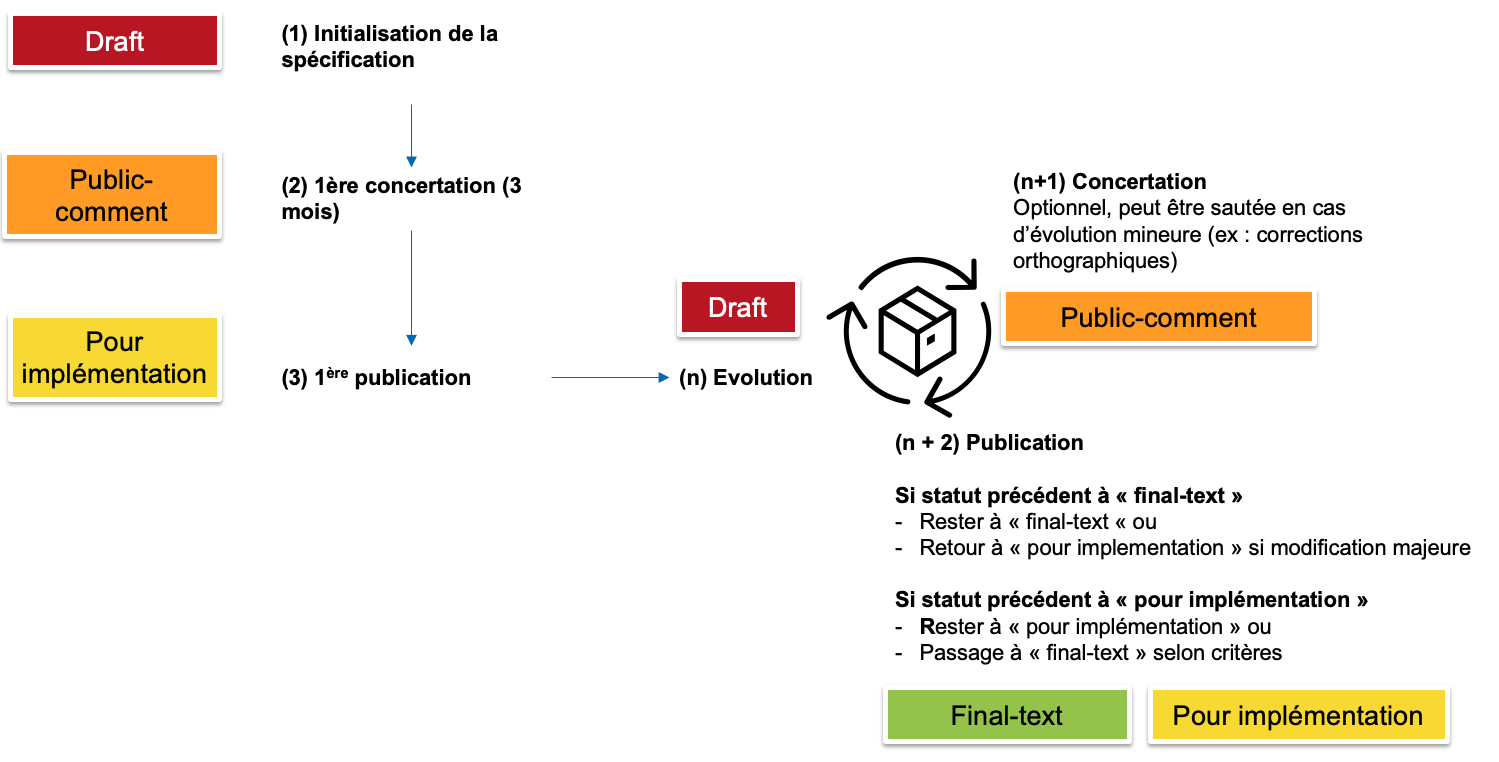 Draft
(1) Initialisation de la
spécification
Public-
comment
(2) 1ère concertation (3
mois)
Pour
implémentation
(3) 1ère publication
Draft
(n) Evolution
(n+1) Concertation
Optionnel, peut être sautée en cas
d’évolution mineure (ex : corrections
orthographiques)
Public-comment
(n + 2) Publication
Si statut précédent à « final-text »
- Rester à « final-text « ou
- Retour à « pour implementation » si modification majeure
Si statut précédent à « pour implémentation »
- Rester à « pour implémentation » ou
- Passage à « final-text » selon critères
Final-text
Pour implémentation